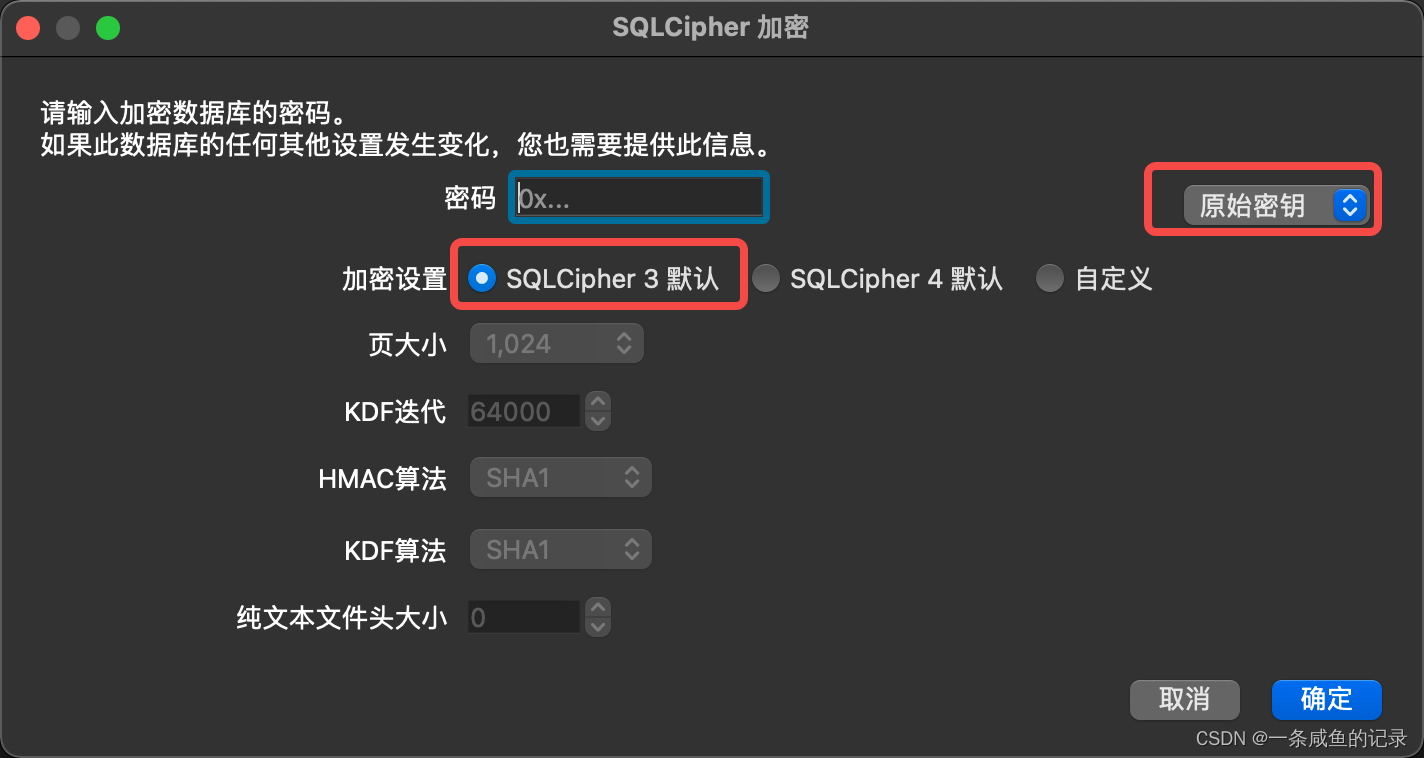 SQLCipher 加密
请输入加密数据库的密码。
如果此数据库的任何其他设置发生变化，您也需要提供此信息。
密码 0x... 原始密钥
加密设置 SQLCipher 3 默认 SQLCipher 4 默认 自定义
页大小 1,024
KDF迭代 64000
HMAC算法 SHA1
KDF算法 SHA1
纯文本文件头大小 0
取消 确定
CSDN @一条咸鱼的记录